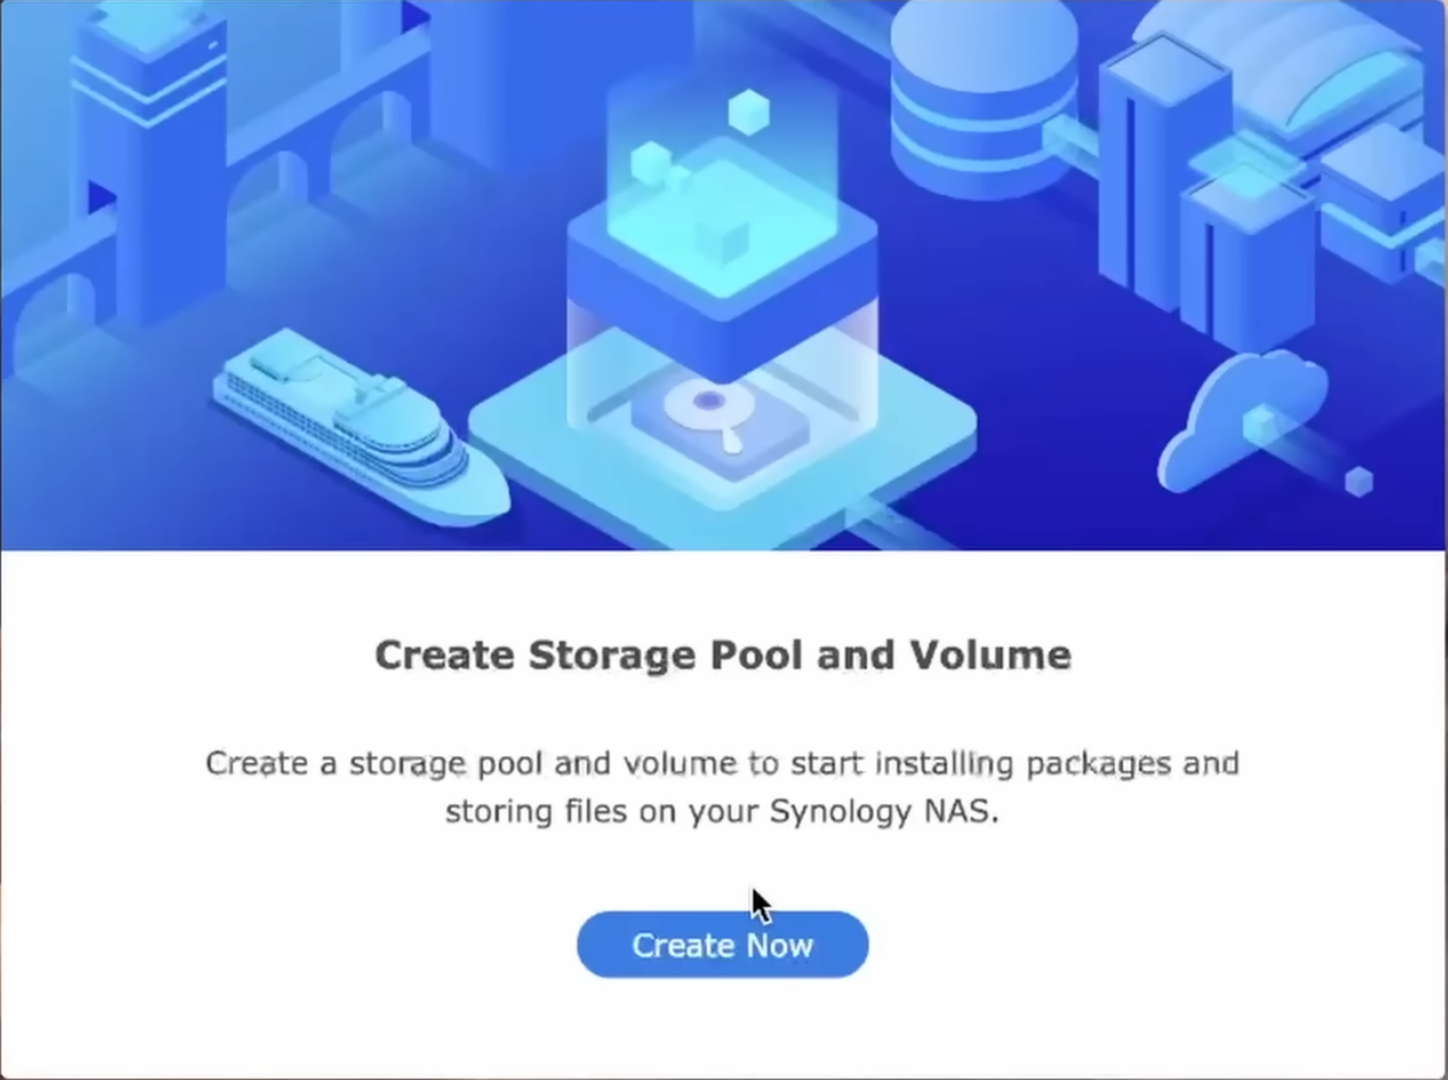 Create Storage Pool and Volume
Create a storage pool and volume to start installing packages and
storing files on your Synology NAS.
Create Now